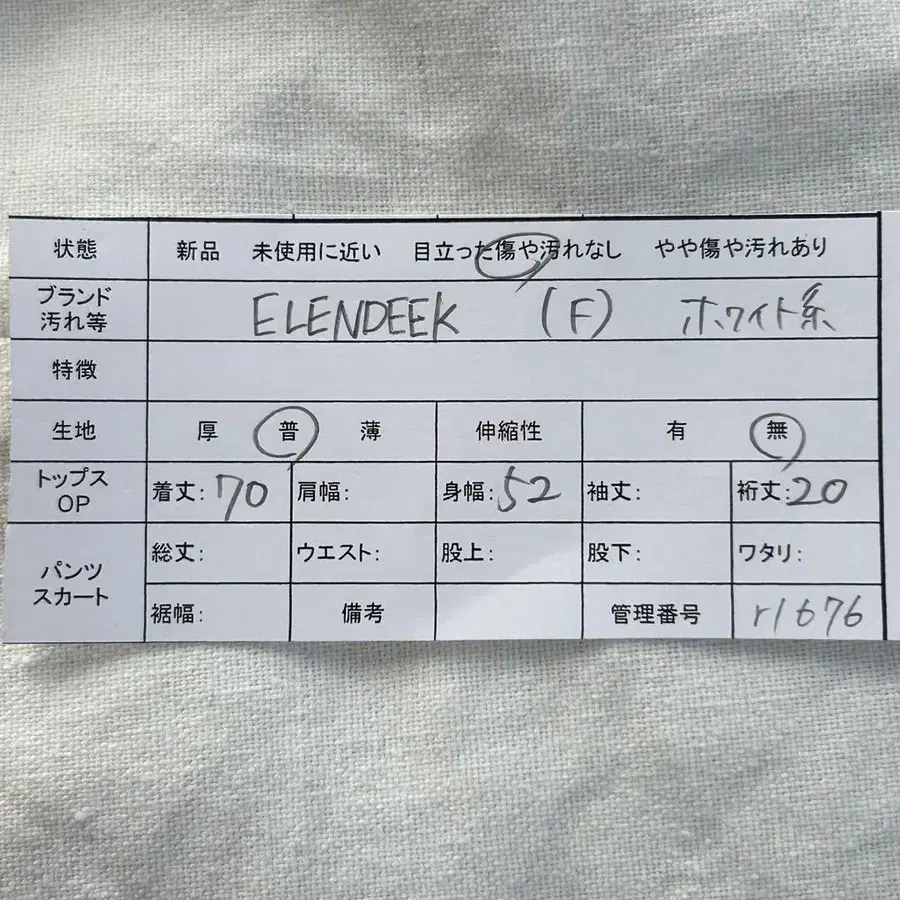 状態 新品 未使用に近い 目立った傷や汚れなし やや傷や汚れあり
ブランド
汚れ等 ELENDEEK (F) ホワイト系
特徴
生地 厚 普 薄 伸縮性 有 無
トップス
OP 着丈: 70 肩幅: 身幅: 52 袖丈: 裄丈: 20
パンツ
スカート 総丈: ウエスト: 股上: 股下: ワタリ:
裾幅: 備考 管理番号 r1676